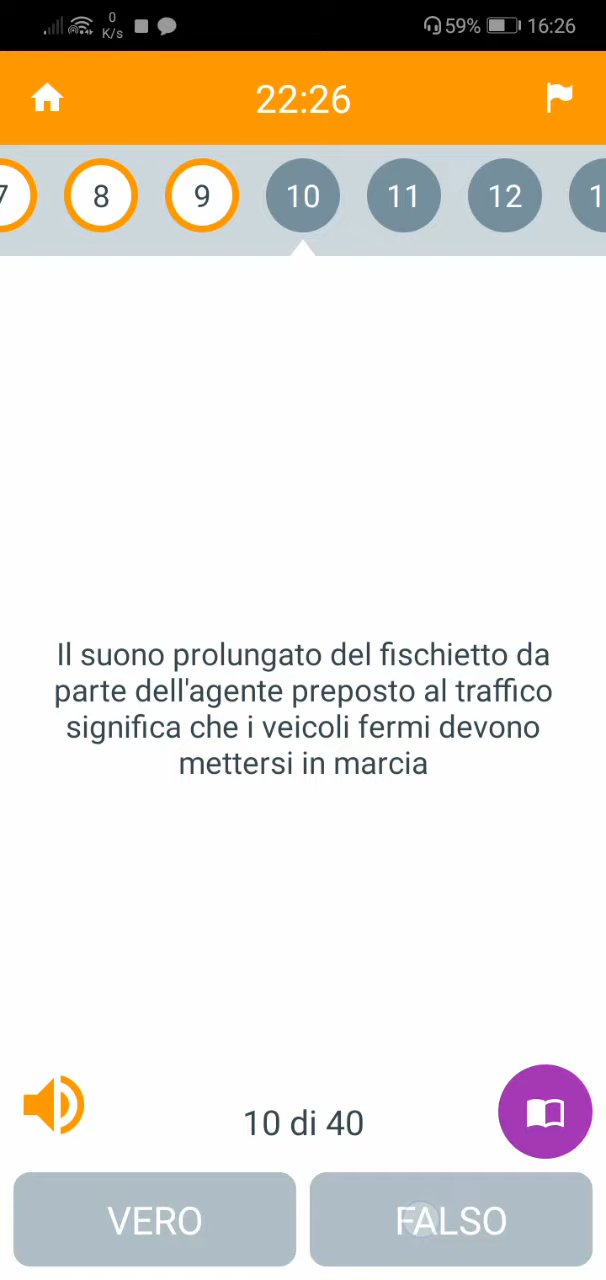 0
K/s
59%
16:26
22:26
7
8
9
10
11
12
1
Il suono prolungato del fischietto da
parte dell'agente preposto al traffico
significa che i veicoli fermi devono
mettersi in marcia
10 di 40
VERO
FALSO